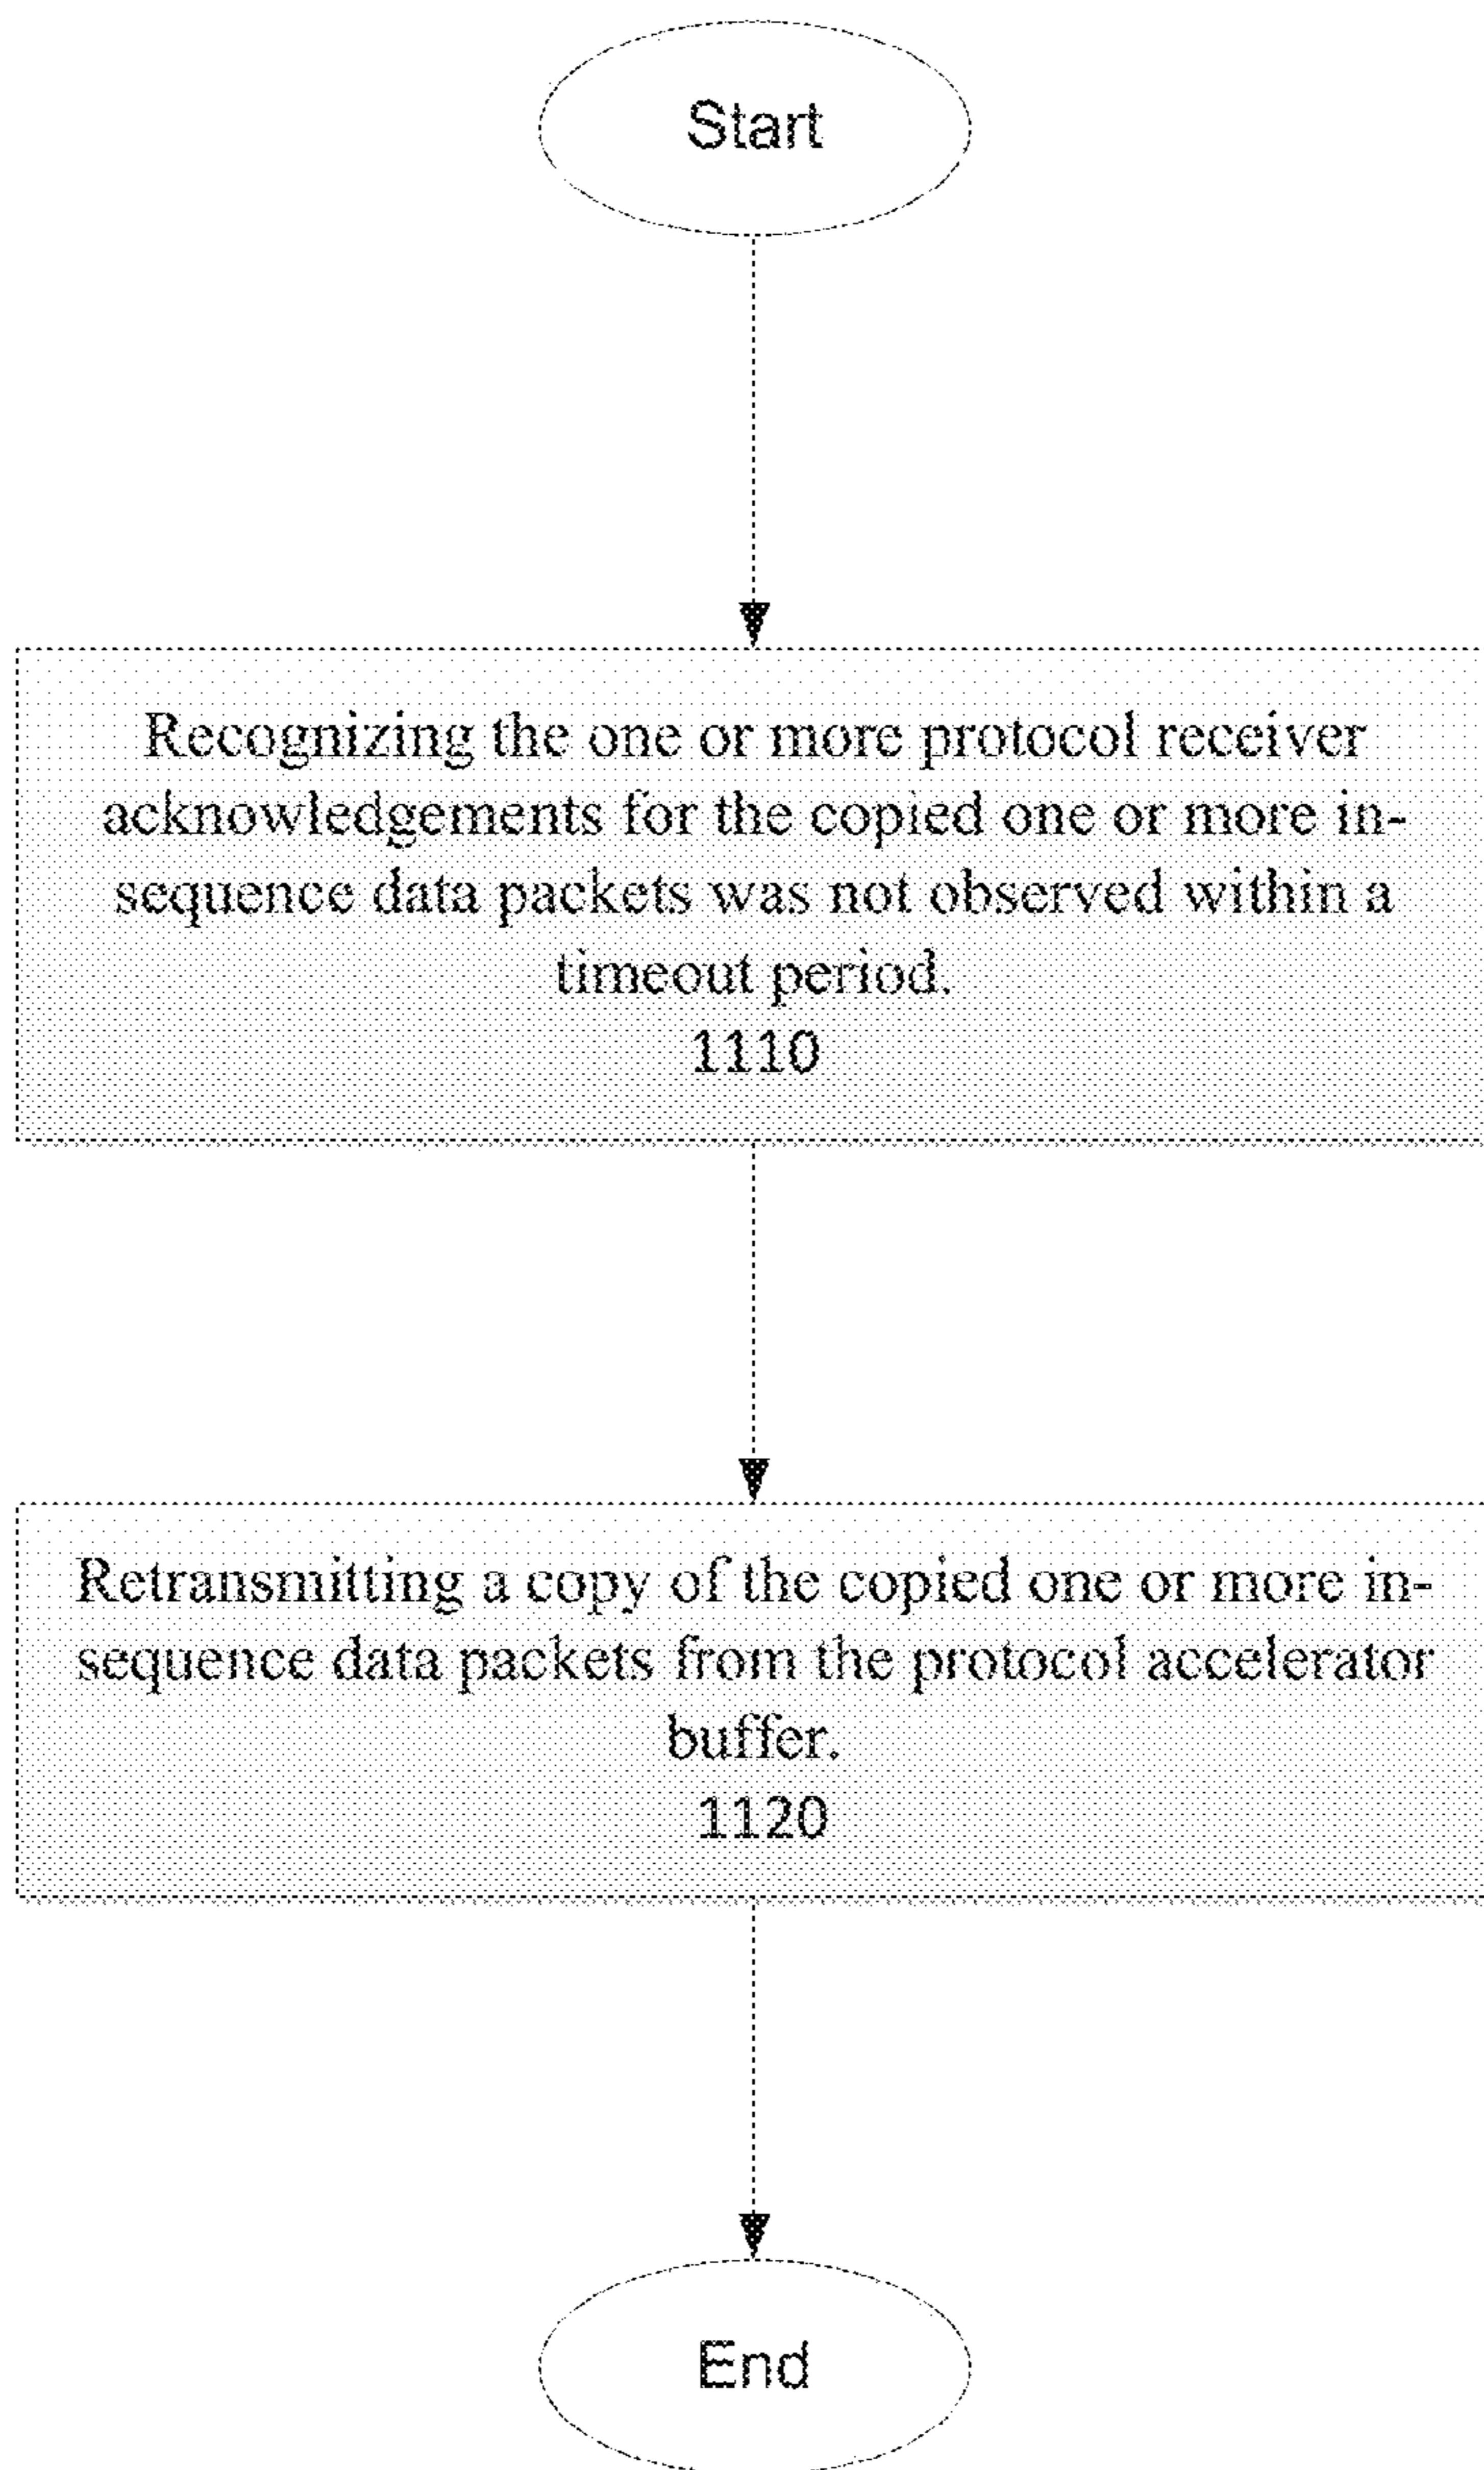 Start
Recognizing the one or more protocol receiver
acknowledgements for the copied one or more in-
sequence data packets was not observed within a
timeout period.
1110
Retransmitting a copy of the copied one or more in-
sequence data packets from the protocol accelerator
buffer.
1120
End